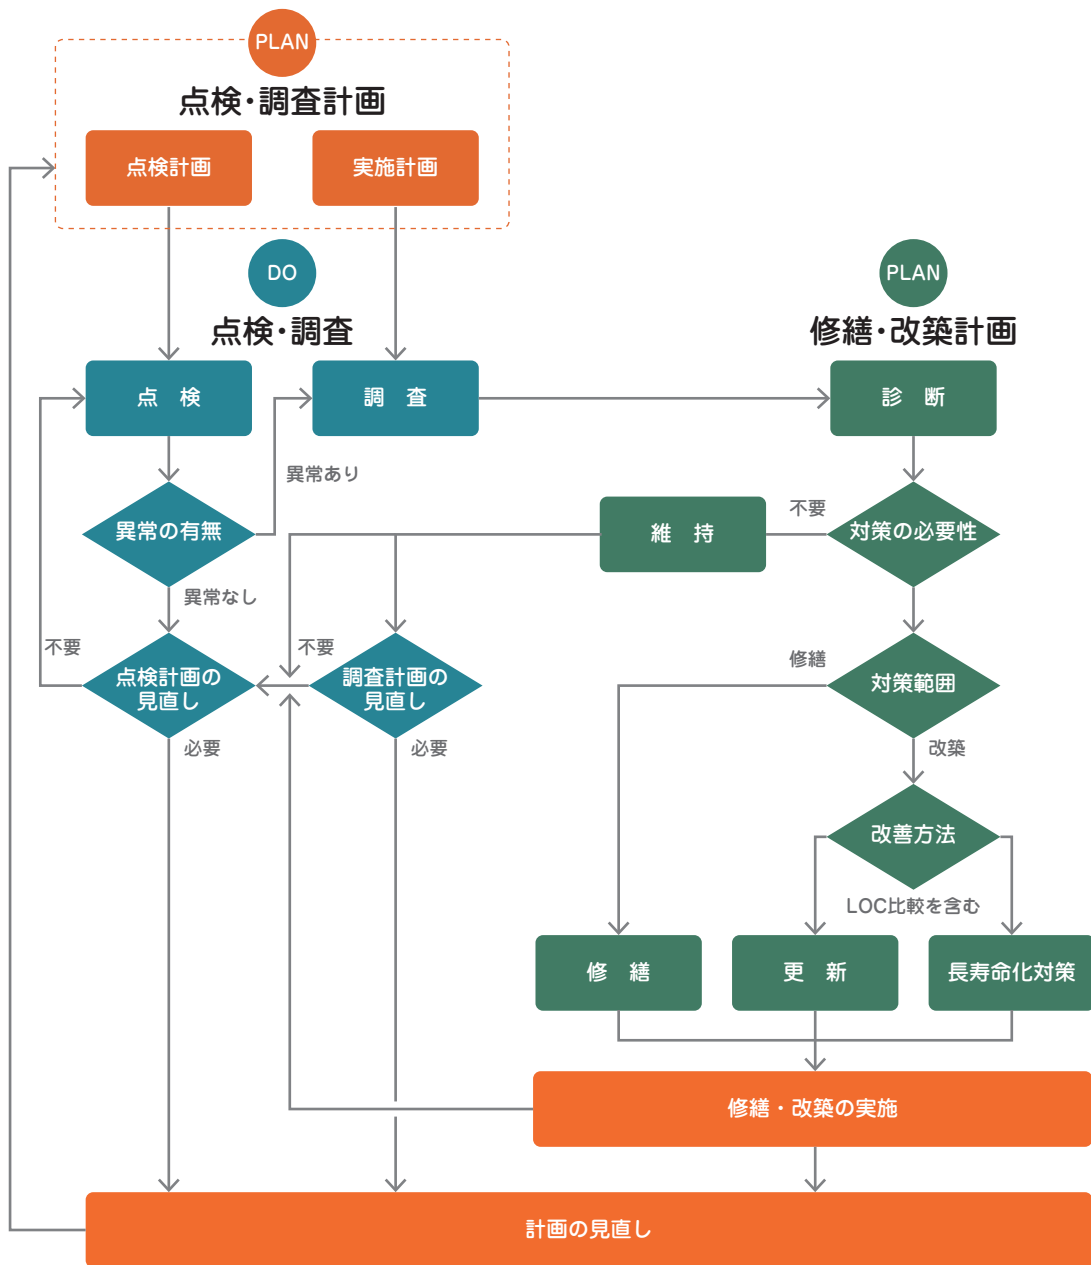 PLAN
点検・調査計画
点検計画
実施計画
DO
点検・調査
PLAN
修繕・改築計画
点　検
調　査
診　断
異常あり
異常の有無
維　持
不要
対策の必要性
異常なし
不要
点検計画の
見直し
不要
調査計画の
見直し
修繕
対策範囲
必要
必要
改築
改善方法
LOC比較を含む
修　繕
更　新
長寿命化対策
修繕・改築の実施
計画の見直し